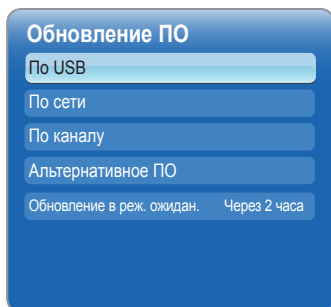 Обновление ПО
По USB
По сети
По каналу
Альтернативное ПО
Обновление в реж. ожидан. Через 2 часа